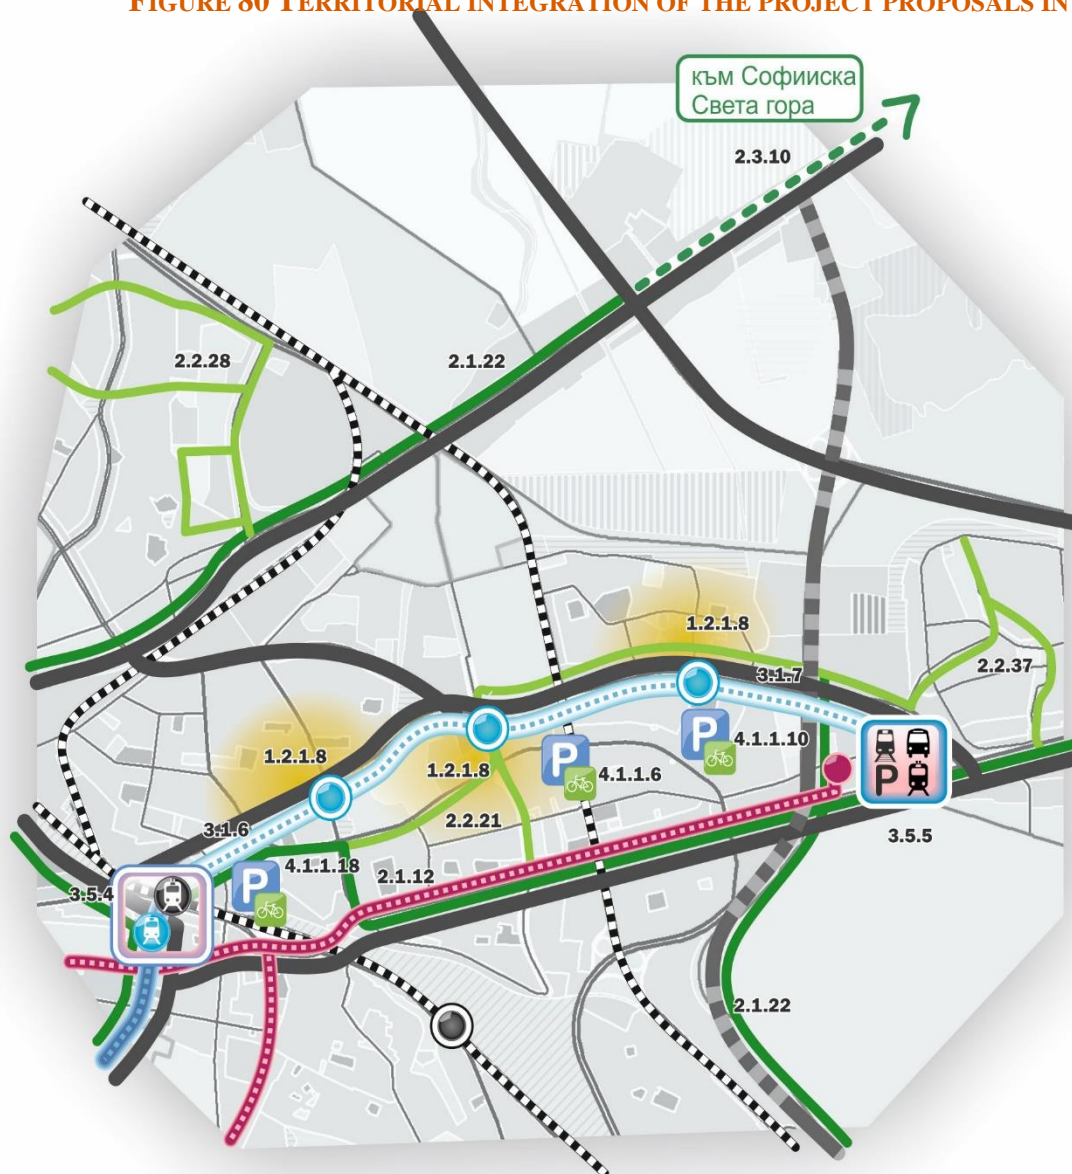 FIGURE 80 TERRITORIAL INTEGRATION OF THE PROJECT PROPOSALS IN
към Софииска
Света гора
2.3.10
2.2.28
2.1.22
1.2.1.8
3.1.7
2.2.37
1.2.1.8
1.2.1.8
P
4.1.1.10
P
4.1.1.6
P
2.2.21
3.1.6
3.5.5
4.1.1.18
P
2.1.12
3.5.4
2.1.22